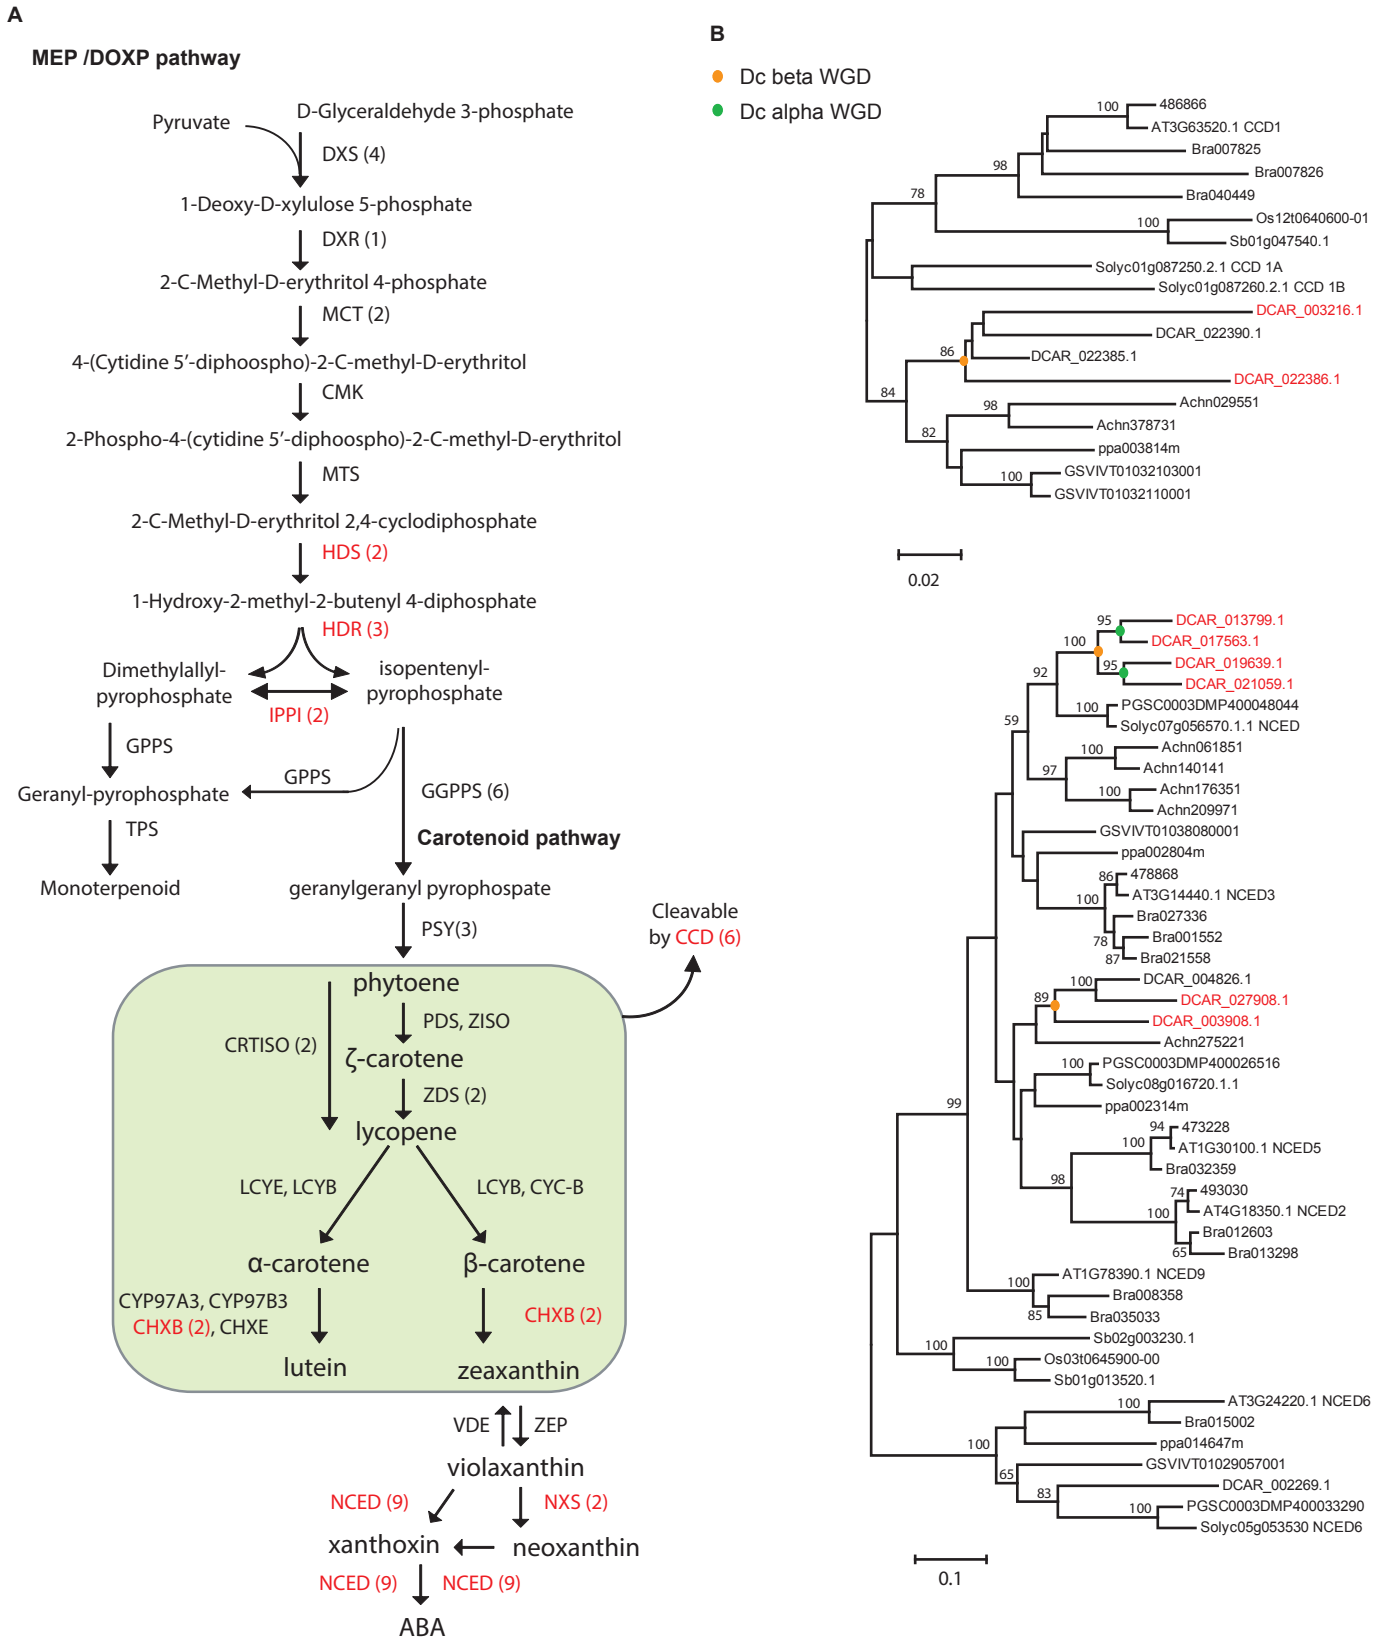 A
MEP /DOXP pathway
Pyruvate
D-Glyceraldehyde 3-phosphate
DXS (4)
1-Deoxy-D-xylulose 5-phosphate
DXR (1)
2-C-Methyl-D-erythritol 4-phosphate
MCT (2)
4-(Cytidine 5′-diphoospho)-2-C-methyl-D-erythritol
CMK
2-Phospho-4-(cytidine 5′-diphoospho)-2-C-methyl-D-erythritol
MTS
2-C-Methyl-D-erythritol 2,4-cyclodiphosphate
HDS (2)
1-Hydroxy-2-methyl-2-butenyl 4-diphosphate
HDR (3)
Dimethylallyl-
pyrophosphate
isopentenyl-
pyrophosphate
IPPI (2)
GPPS
GPPS
Geranyl-pyrophosphate
GGPPS (6)
TPS
Carotenoid pathway
Monoterpenoid
geranylgeranyl pyrophospate
PSY(3)
Cleavable
by CCD (6)
phytoene
PDS, ZISO
CRTISO (2)
ζ-carotene
ZDS (2)
lycopene
LCYE, LCYB
LCYB, CYC-B
α-carotene
β-carotene
CYP97A3, CYP97B3
CHXB (2), CHXE
CHXB (2)
lutein
zeaxanthin
VDE
ZEP
violaxanthin
NCED (9)
NXS (2)
xanthoxin
neoxanthin
NCED (9)
NCED (9)
ABA
B
Dc beta WGD
Dc alpha WGD
100
486866
AT3G63520.1 CCD1
Bra007825
98
Bra007826
78
Bra040449
100
Os12t0640600-01
Sb01g047540.1
Solyc01g087250.2.1 CCD 1A
Solyc01g087260.2.1 CCD 1B
DCAR_003216.1
DCAR_022390.1
86
DCAR_022385.1
DCAR_022386.1
84
98
Achn029551
Achn378731
82
ppa003814m
100
GSVIVT01032103001
GSVIVT01032110001
0.02
95
DCAR_013799.1
100
DCAR_017563.1
95
DCAR_019639.1
92
DCAR_021059.1
100
PGSC0003DMP400048044
59
Solyc07g056570.1.1 NCED
100
Achn061851
97
Achn140141
100
Achn176351
Achn209971
GSVIVT01038080001
ppa002804m
86
478868
100
AT3G14440.1 NCED3
Bra027336
78
Bra001552
87
Bra021558
100
DCAR_004826.1
89
DCAR_027908.1
DCAR_003908.1
Achn275221
100
PGSC0003DMP400026516
Solyc08g016720.1.1
99
ppa002314m
94
473228
100
AT1G30100.1 NCED5
Bra032359
98
74
493030
100
AT4G18350.1 NCED2
Bra012603
65
Bra013298
100
AT1G78390.1 NCED9
Bra008358
85
Bra035033
100
Sb02g003230.1
100
Os03t0645900-00
Sb01g013520.1
100
AT3G24220.1 NCED6
Bra015002
100
ppa014647m
65
GSVIVT01029057001
83
DCAR_002269.1
100
PGSC0003DMP400033290
Solyc05g053530 NCED6
0.1